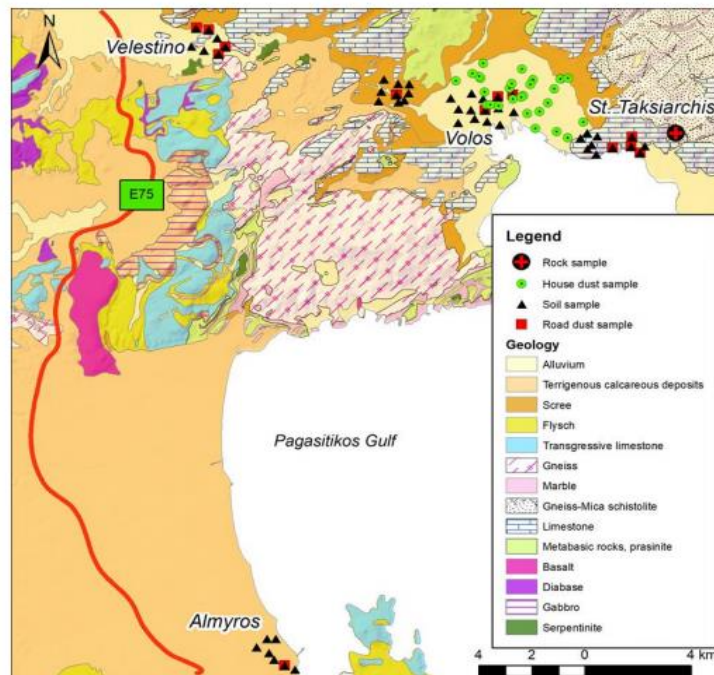 N
Velestino
St. Taksiarchis
Volos
E75
Pagasitikos Gulf
Almyros
Legend
Rock sample
House dust sample
Soil sample
Road dust sample
Geology
Alluvium
Terrigenous calcareous deposits
Scree
Flysch
Transgressive limestone
Gneiss
Marble
Gneiss-Mica schistolite
Limestone
Metabasic rocks, prasinite
Basalt
Diabase
Gabbro
Serpentinite
4 2 0 4 km